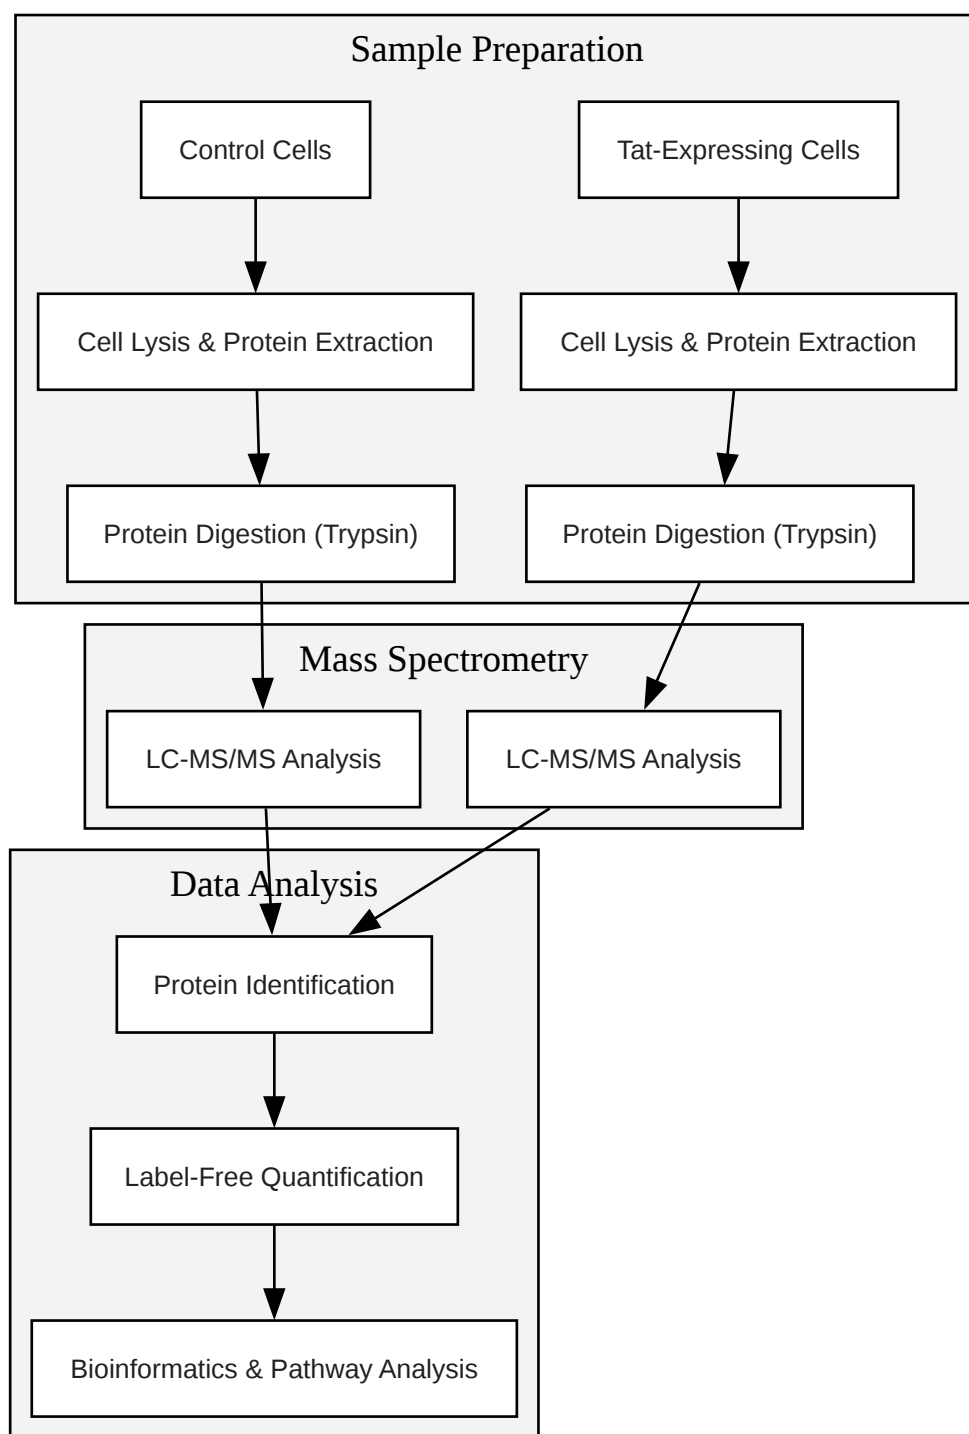 Sample Preparation
Control Cells
Tat-Expressing Cells
Cell Lysis & Protein Extraction
Cell Lysis & Protein Extraction
Protein Digestion (Trypsin)
Protein Digestion (Trypsin)
Mass Spectrometry
LC-MS/MS Analysis
LC-MS/MS Analysis
Data Analysis
Protein Identification
Label-Free Quantification
Bioinformatics & Pathway Analysis